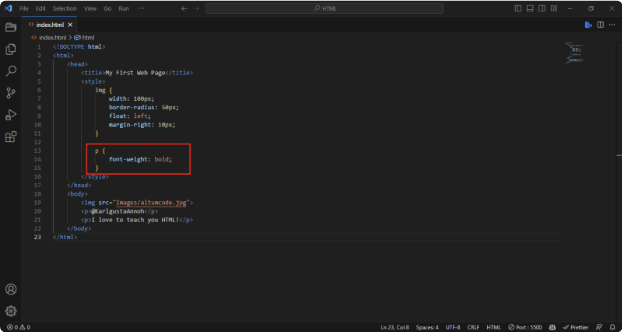 File Edit Selection View Go Run ··· HTML
index.html
index.html html
1 <!DOCTYPE html>
2 <html>
3 <head>
4 <title>My First Web Page</title>
5 <style>
6 img {
7 width: 100px;
8 border-radius: 50px;
9 float: left;
10 margin-right: 10px;
11 }
12
13 p {
14 font-weight: bold;
15 }
16 </style>
17 </head>
18 <body>
19 <img src="Images/altumcode.jpg">
20 <p>@KarlgustaAnnoh</p>
21 <p>I love to teach you HTML!</p>
22 </body>
23 </html>
0 0 Ln 23, Col 8 Spaces: 4 UTF-8 CRLF HTML Port : 5500 Prettier